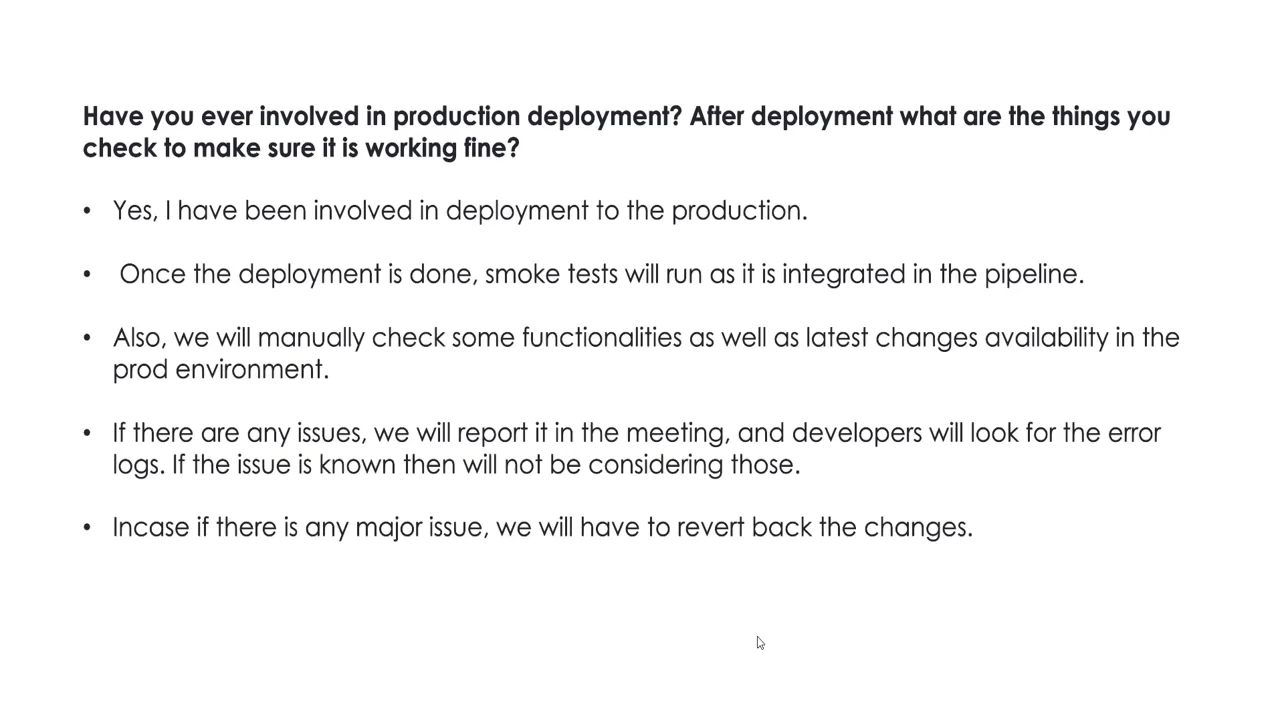 Have you ever involved in production deployment? After deployment what are the things you
check to make sure it is working fine?
• Yes, I have been involved in deployment to the production.
• Once the deployment is done, smoke tests will run as it is integrated in the pipeline.
• Also, we will manually check some functionalities as well as latest changes availability in the
prod environment.
• If there are any issues, we will report it in the meeting, and developers will look for the error
logs. If the issue is known then will not be considering those.
• Incase if there is any major issue, we will have to revert back the changes.